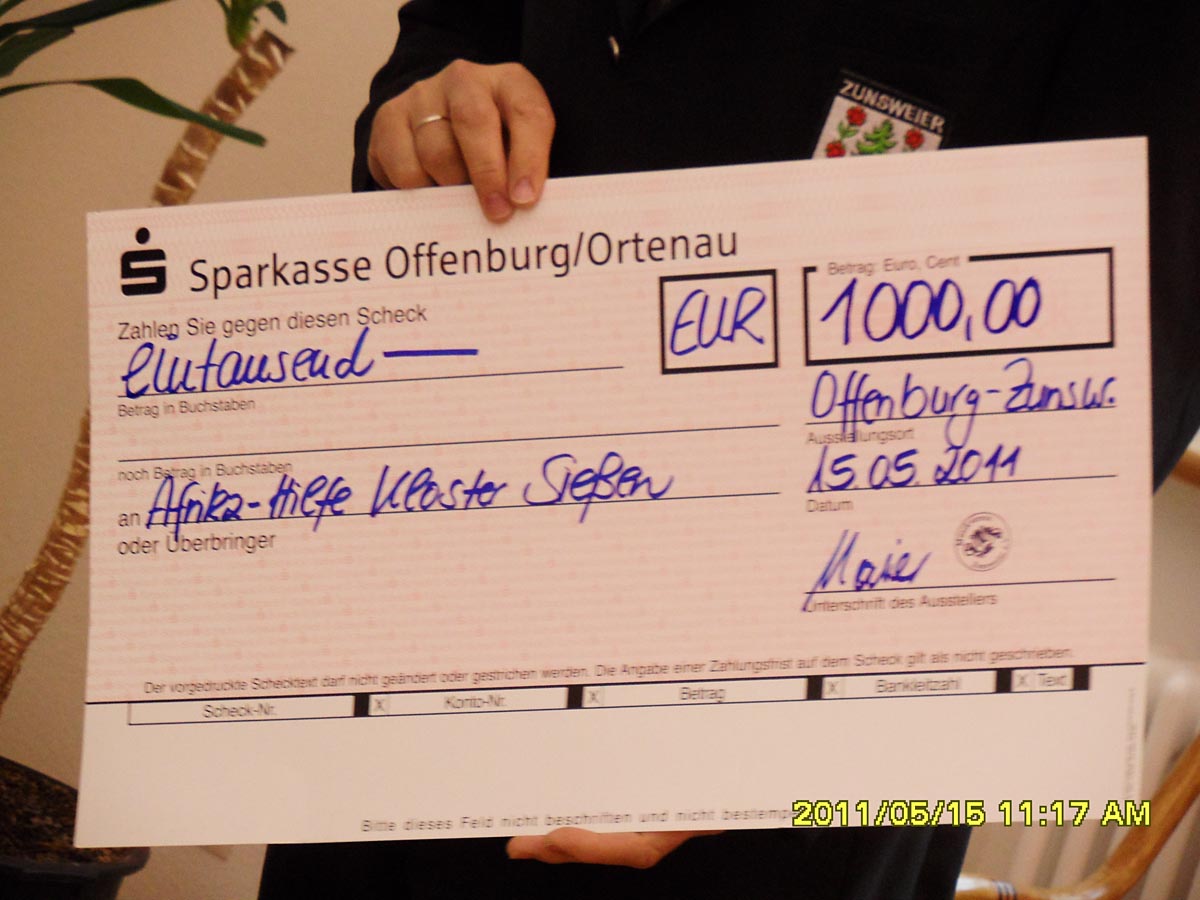 ZUNSWEIER
Sparkasse Offenburg/Ortenau
Zahlen Sie gegen diesen Scheck
Eintausend
Betrag in Buchstaben
EUR
Betrag: Euro, Cent
1000,00
Offenburg-Zunsw.
Ausstellungsort
noch Betrag in Buchstaben
15.05.2011
Datum
an Afrika-Hilfe Kloster Sießen
oder Überbringer
Maier
Unterschrift des Ausstellers
Der vorgedruckte Schecktext darf nicht geändert oder gestrichen werden. Die Angabe einer Zahlungsfrist auf dem Scheck gilt als nicht geschrieben.
Scheck-Nr. X Konto-Nr. X Betrag X Bankleitzahl X Text
Bitte dieses Feld nicht beschriften und nicht bestempe
2011/05/15 11:17 AM